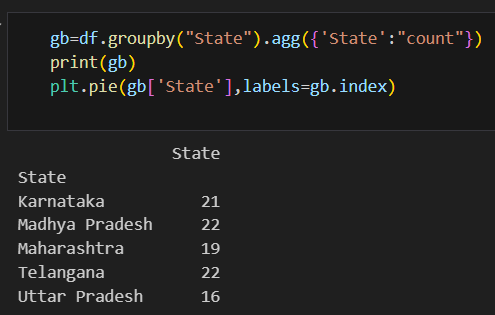 gb=df.groupby("State").agg({'State':"count"})
print(gb)
plt.pie(gb['State'],labels=gb.index)
State
State
Karnataka 21
Madhya Pradesh 22
Maharashtra 19
Telangana 22
Uttar Pradesh 16